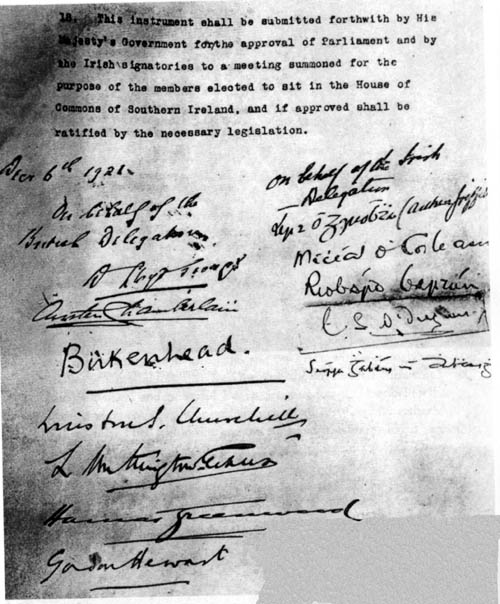 18. This instrument shall be submitted forthwith by His
Majesty's Government for the approval of Parliament and by
the Irish signatories to a meeting summoned for the
purpose of the members elected to sit in the House of
Commons of Southern Ireland, and if approved shall be
ratified by the necessary legislation.
Decr 6th 1921.
On behalf of the
British Delegation
D Lloyd George
Austen Chamberlain
Birkenhead.
Winston S. Churchill
L Worthington-Evans
Hamar Greenwood
Gordon Hewart
On behalf of the Irish
Delegation
Art Ó Gríobhtha (Arthur Griffith)
Mícheál Ó Coileain
Riobárd Bartún
E. S. Ó Dugain
Seórsa Ghabháin uí Dhubhthaigh